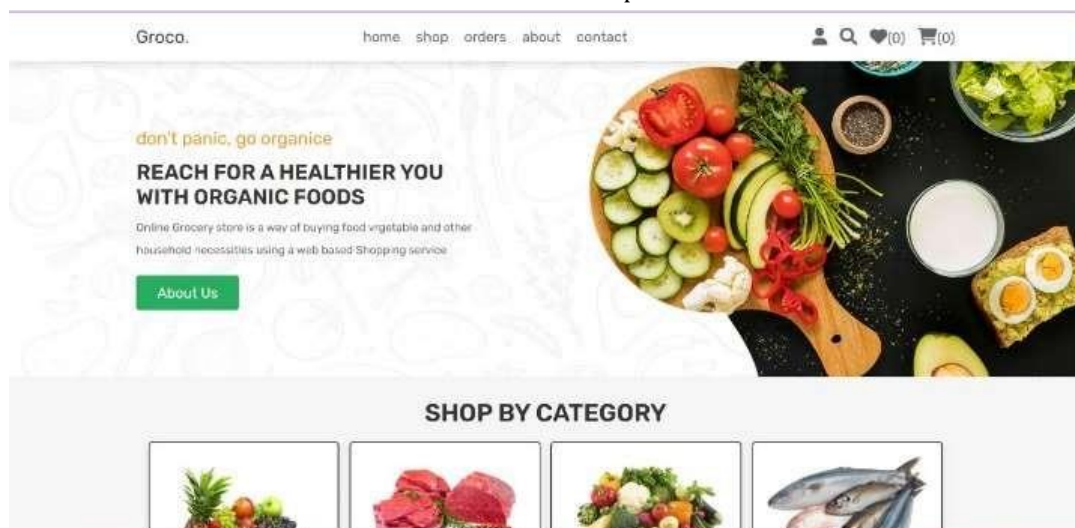 Groco.
home shop orders about contact
(0) (0)
don't panic, go organice
REACH FOR A HEALTHIER YOU
WITH ORGANIC FOODS
Online Grocery store is a way of buying food vrgetable and other
household necessities using a web based Shopping service
About Us
SHOP BY CATEGORY